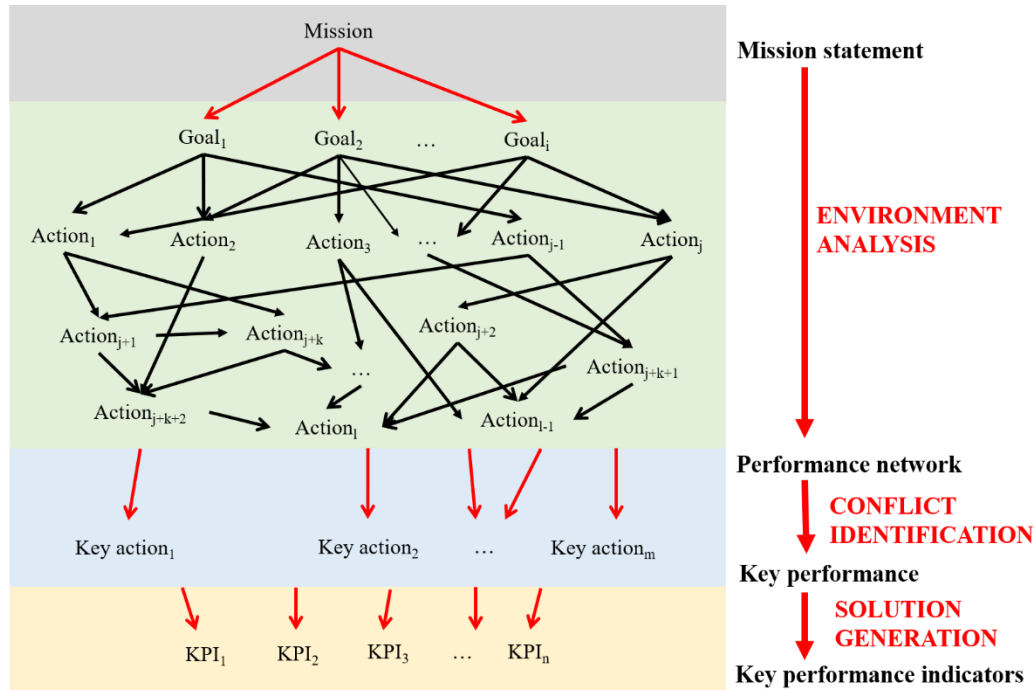 Mission
Mission statement
Goal₁ Goal₂ ... Goalᵢ
ENVIRONMENT
ANALYSIS
Action₁ Action₂ Action₃ ... Actionⱼ₋₁ Actionⱼ
Actionⱼ₊₁ Actionⱼ₊ₖ Actionⱼ₊₂
... Actionⱼ₊ₖ₊₁
Actionⱼ₊ₖ₊₂ Actionₗ Actionₗ₋₁
Performance network
CONFLICT
IDENTIFICATION
Key action₁ Key action₂ ... Key actionₘ
Key performance
SOLUTION
GENERATION
KPI₁ KPI₂ KPI₃ ... KPIₙ
Key performance indicators